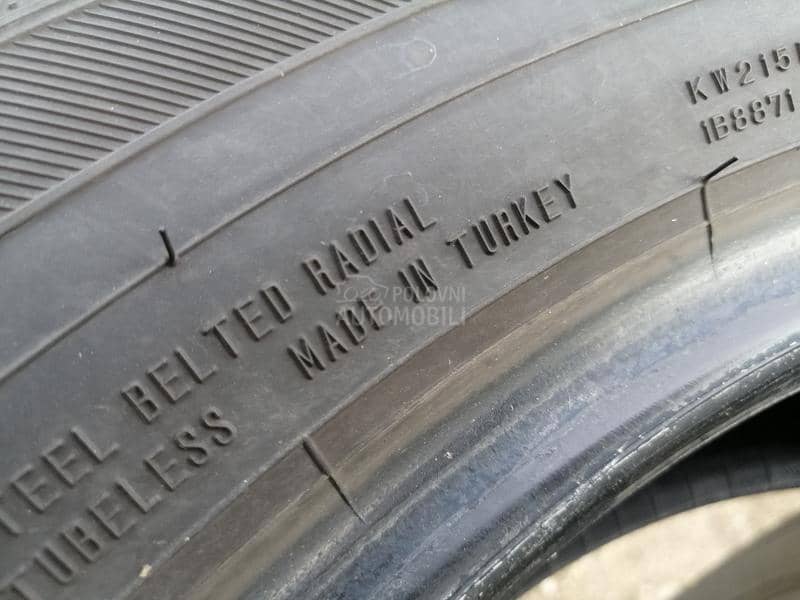 KW215
1B8871
STEEL BELTED RADIAL
TUBELESS
MADE IN TURKEY
POLOVNI
AUTOMOBILI